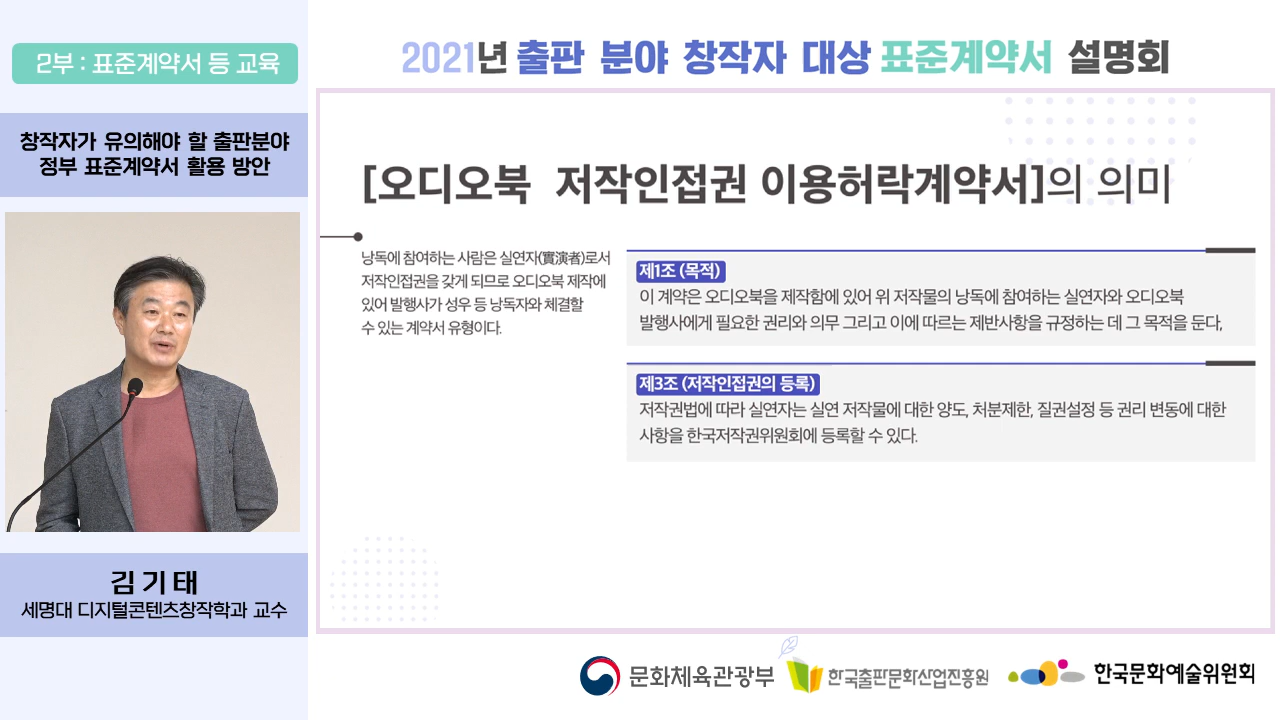 2부 : 표준계약서 등 교육
창작자가 유의해야 할 출판분야
정부 표준계약서 활용 방안
김기태
세명대 디지털콘텐츠창작학과 교수
2021년 출판 분야 창작자 대상 표준계약서 설명회
[오디오북 저작인접권 이용허락계약서]의 의미
낭독에 참여하는 사람은 실연자(實演者)로서
저작인접권을 갖게 되므로 오디오북 제작에
있어 발행사가 성우 등 낭독자와 체결할
수 있는 계약서 유형이다.
제1조 (목적)
이 계약은 오디오북을 제작함에 있어 위 저작물의 낭독에 참여하는 실연자와 오디오북
발행사에게 필요한 권리와 의무 그리고 이에 따르는 제반사항을 규정하는 데 그 목적을 둔다,
제3조 (저작인접권의 등록)
저작권법에 따라 실연자는 실연 저작물에 대한 양도, 처분제한, 질권설정 등 권리 변동에 대한
사항을 한국저작권위원회에 등록할 수 있다.
문화체육관광부
한국출판문화산업진흥원
한국문화예술위원회